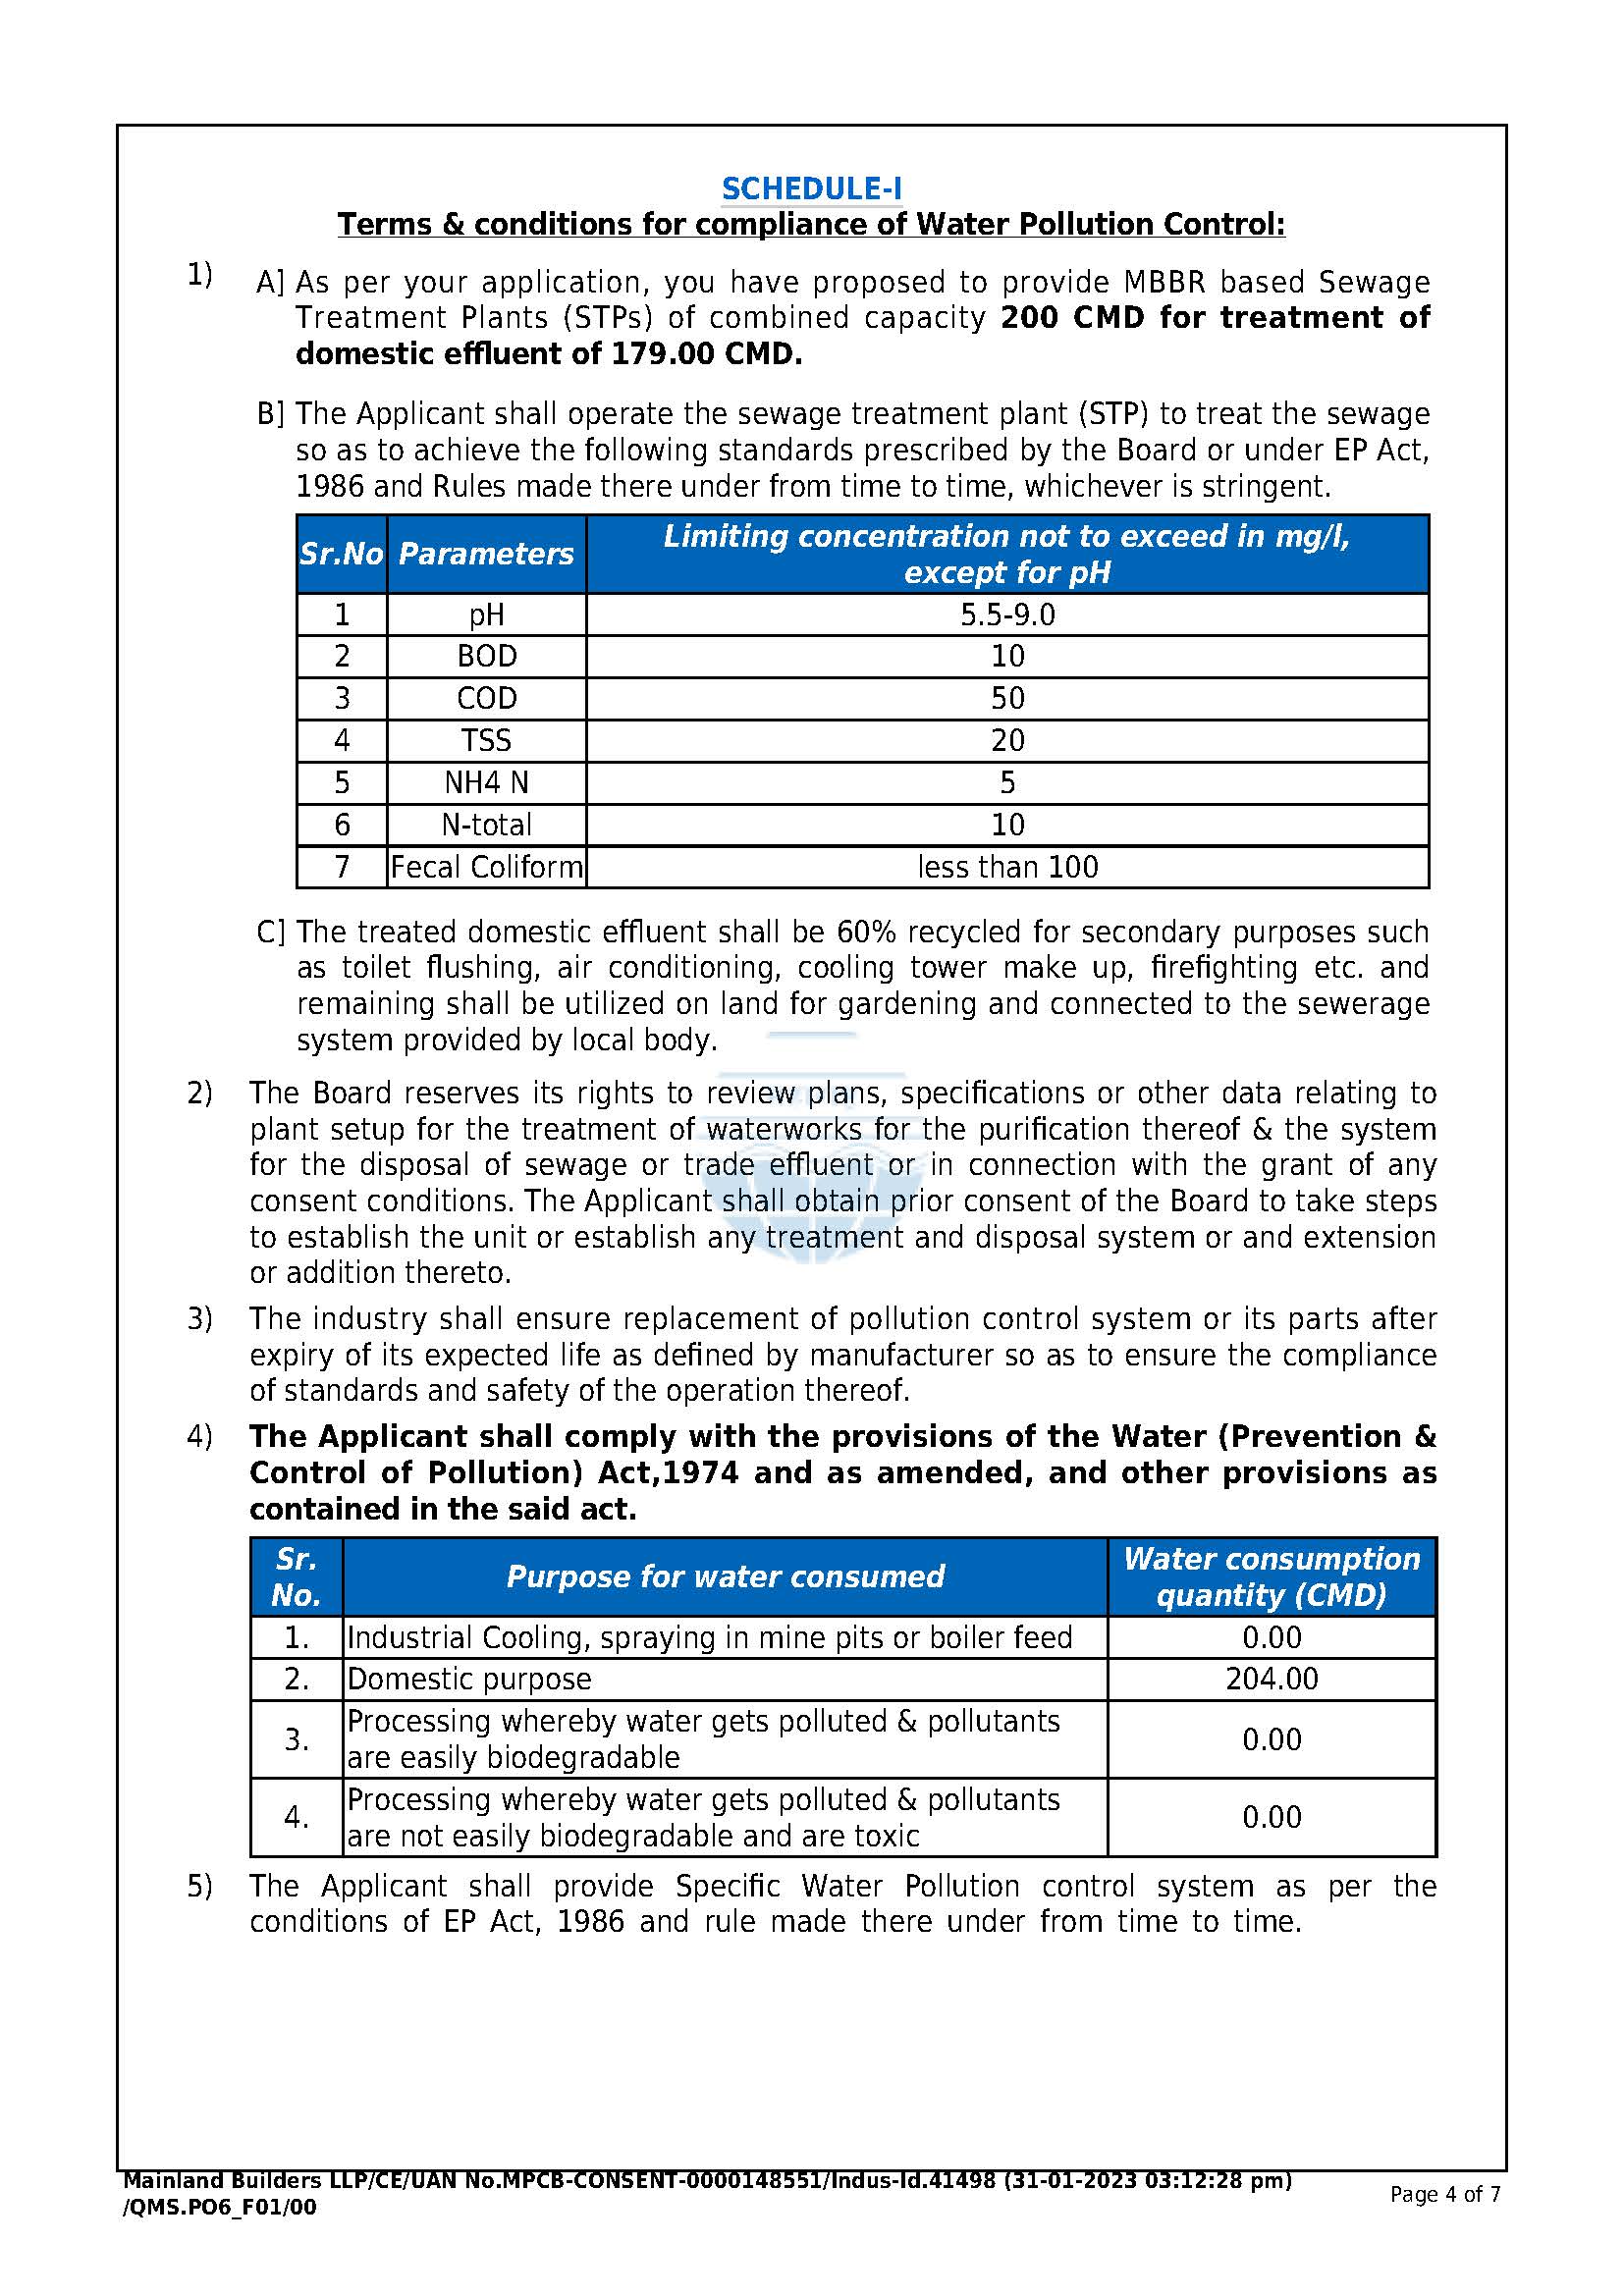 SCHEDULE-I
Terms & conditions for compliance of Water Pollution Control:
1) A] As per your application, you have proposed to provide MBBR based Sewage
Treatment Plants (STPs) of combined capacity 200 CMD for treatment of
domestic effluent of 179.00 CMD.
B] The Applicant shall operate the sewage treatment plant (STP) to treat the sewage
so as to achieve the following standards prescribed by the Board or under EP Act,
1986 and Rules made there under from time to time, whichever is stringent.
Sr.No Parameters Limiting concentration not to exceed in mg/l,
except for pH
1 pH 5.5-9.0
2 BOD 10
3 COD 50
4 TSS 20
5 NH4 N 5
6 N-total 10
7 Fecal Coliform less than 100
C] The treated domestic effluent shall be 60% recycled for secondary purposes such
as toilet flushing, air conditioning, cooling tower make up, firefighting etc. and
remaining shall be utilized on land for gardening and connected to the sewerage
system provided by local body.
2) The Board reserves its rights to review plans, specifications or other data relating to
plant setup for the treatment of waterworks for the purification thereof & the system
for the disposal of sewage or trade effluent or in connection with the grant of any
consent conditions. The Applicant shall obtain prior consent of the Board to take steps
to establish the unit or establish any treatment and disposal system or and extension
or addition thereto.
3) The industry shall ensure replacement of pollution control system or its parts after
expiry of its expected life as defined by manufacturer so as to ensure the compliance
of standards and safety of the operation thereof.
4) The Applicant shall comply with the provisions of the Water (Prevention &
Control of Pollution) Act,1974 and as amended, and other provisions as
contained in the said act.
Sr.
No. Purpose for water consumed Water consumption
quantity (CMD)
1. Industrial Cooling, spraying in mine pits or boiler feed 0.00
2. Domestic purpose 204.00
3. Processing whereby water gets polluted & pollutants
are easily biodegradable 0.00
4. Processing whereby water gets polluted & pollutants
are not easily biodegradable and are toxic 0.00
5) The Applicant shall provide Specific Water Pollution control system as per the
conditions of EP Act, 1986 and rule made there under from time to time.
Mainland Builders LLP/CE/UAN No.MPCB-CONSENT-0000148551/Indus-Id.41498 (31-01-2023 03:12:28 pm)
/QMS.PO6_F01/00
Page 4 of 7